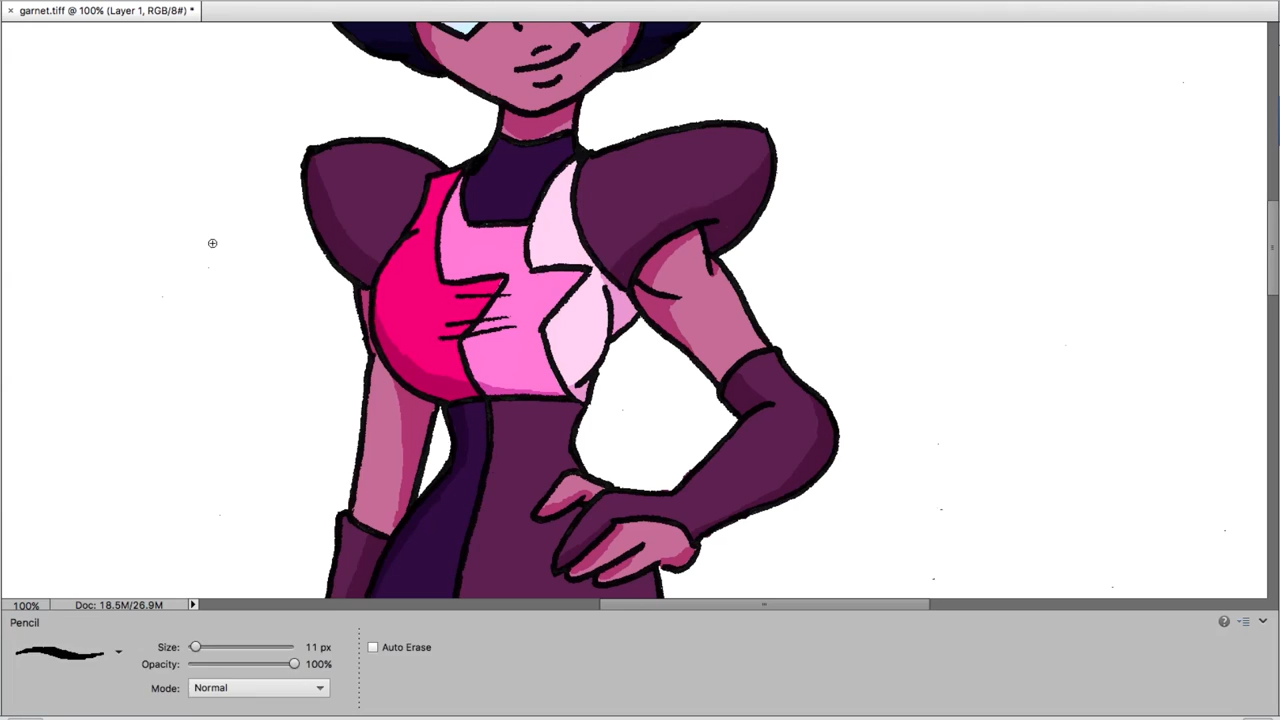 × garnet.tiff @ 100% (Layer 1, RGB/8#) *
100% Doc: 18.5M/26.9M
Pencil
Size: 11 px
Auto Erase
Opacity: 100%
Mode: Normal